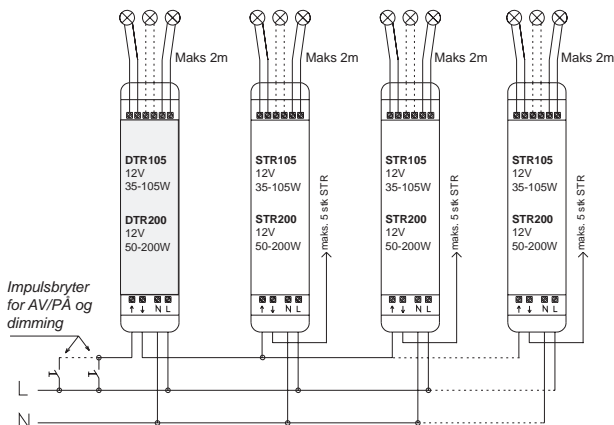 Maks 2m
Maks 2m
Maks 2m
Maks 2m
DTR105
12V
35-105W
DTR200
12V
50-200W
↑ ↓ N L
STR105
12V
35-105W
STR200
12V
50-200W
↑ ↓ N L
maks. 5 stk STR
STR105
12V
35-105W
STR200
12V
50-200W
↑ ↓ N L
maks. 5 stk STR
STR105
12V
35-105W
STR200
12V
50-200W
↑ ↓ N L
maks. 5 stk STR
Impulsbryter
for AV/PÅ og
dimming
L
N